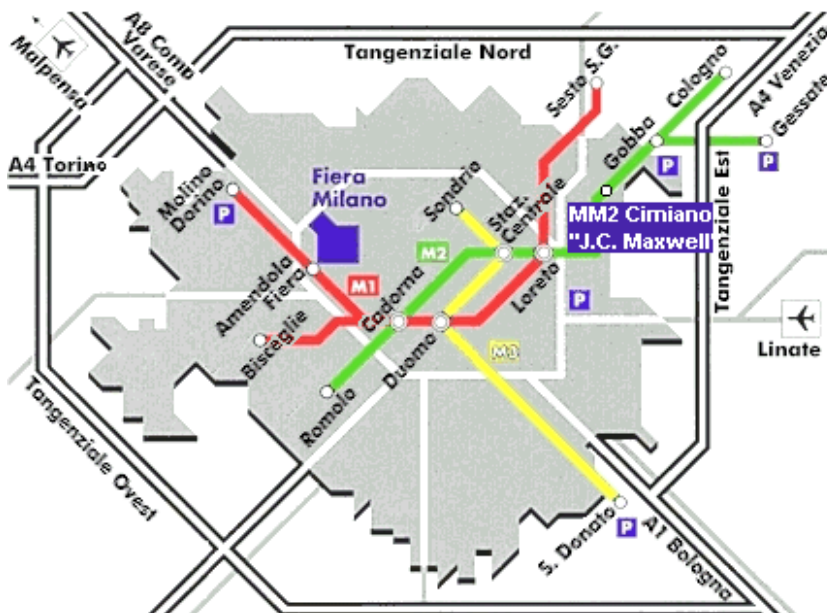 A8 Como
Varese
Malpensa
Tangenziale Nord
Sesto S.G.
Cologno
A4 Venezia
Gessate
Gobba
A4 Torino
Molino
Dorino
P
Fiera
Milano
Sondrio
Staz.
Centrale
P
P
MM2 Cimiano
"J.C. Maxwell"
Tangenziale Est
M2
Amendola
Fiera
M1
Cadorna
Loreto
P
Bisceglie
Duomo
M3
Linate
Romolo
Tangenziale Ovest
S. Donato
P
A1 Bologna